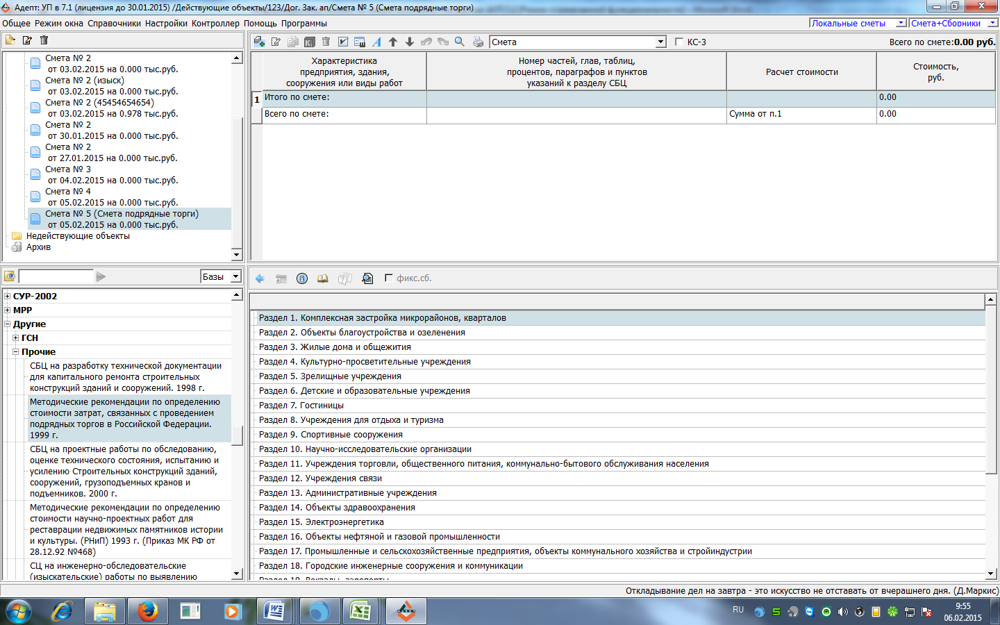 Адепт: УП в 7.1 (лицензия до 30.01.2015) /Действующие объекты/123/Дог. Зак. ап/Смета № 5 (Смета подрядные торги)
Общее Режим окна Справочники Настройки Контроллер Помощь Программы
Локальные сметы
Смета+Сборники
Смета
КС-3
Всего по смете:0.00 руб.
Смета № 2
от 03.02.2015 на 0.000 тыс.руб.
Смета № 2 (изыск)
от 03.02.2015 на 0.000 тыс.руб.
Смета № 2 (45454654654)
от 03.02.2015 на 0.978 тыс.руб.
Смета № 2
от 30.01.2015 на 0.000 тыс.руб.
Смета № 2
от 27.01.2015 на 0.000 тыс.руб.
Смета № 3
от 04.02.2015 на 0.000 тыс.руб.
Смета № 4
от 05.02.2015 на 0.000 тыс.руб.
Смета № 5 (Смета подрядные торги)
от 05.02.2015 на 0.000 тыс.руб.
Недействующие объекты
Архив
Характеристика
предприятия, здания,
сооружения или виды работ
Номер частей, глав, таблиц,
процентов, параграфов и пунктов
указаний к разделу СБЦ
Расчет стоимости
Стоимость,
руб.
1 Итого по смете: 0.00
Всего по смете: Сумма от п.1 0.00
Базы
СУР-2002
МРР
Другие
ГСН
Прочие
СБЦ на разработку технической документации
для капитального ремонта строительных
конструкций зданий и сооружений. 1998 г.
Методические рекомендации по определению
стоимости затрат, связанных с проведением
подрядных торгов в Российской Федерации.
1999 г.
СБЦ на проектные работы по обследованию,
оценке технического состояния, испытанию и
усилению Строительных конструкций зданий,
сооружений, грузоподъемных кранов и
подъемников. 2000 г.
Методические рекомендации по определению
стоимости научно-проектных работ для
реставрации недвижимых памятников истории
и культуры. (РНиП) 1993 г. (Приказ МК РФ от
28.12.92 №468)
СЦ на инженерно-обследовательские
(изыскательские) работы по выявлению
фикс.сб.
Раздел 1. Комплексная застройка микрорайонов, кварталов
Раздел 2. Объекты благоустройства и озеленения
Раздел 3. Жилые дома и общежития
Раздел 4. Культурно-просветительные учреждения
Раздел 5. Зрелищные учреждения
Раздел 6. Детские и образовательные учреждения
Раздел 7. Гостиницы
Раздел 8. Учреждения для отдыха и туризма
Раздел 9. Спортивные сооружения
Раздел 10. Научно-исследовательские организации
Раздел 11. Учреждения торговли, общественного питания, коммунально-бытового обслуживания населения
Раздел 12. Учреждения связи
Раздел 13. Административные учреждения
Раздел 14. Объекты здравоохранения
Раздел 15. Электроэнергетика
Раздел 16. Объекты нефтяной и газовой промышленности
Раздел 17. Промышленные и сельскохозяйственные предприятия, объекты коммунального хозяйства и стройиндустрии
Раздел 18. Городские инженерные сооружения и коммуникации
Раздел 19. Вокзалы, аэропорты
Откладывание дел на завтра - это искусство не отставать от вчерашнего дня. (Д.Маркис)
RU
9:55
06.02.2015